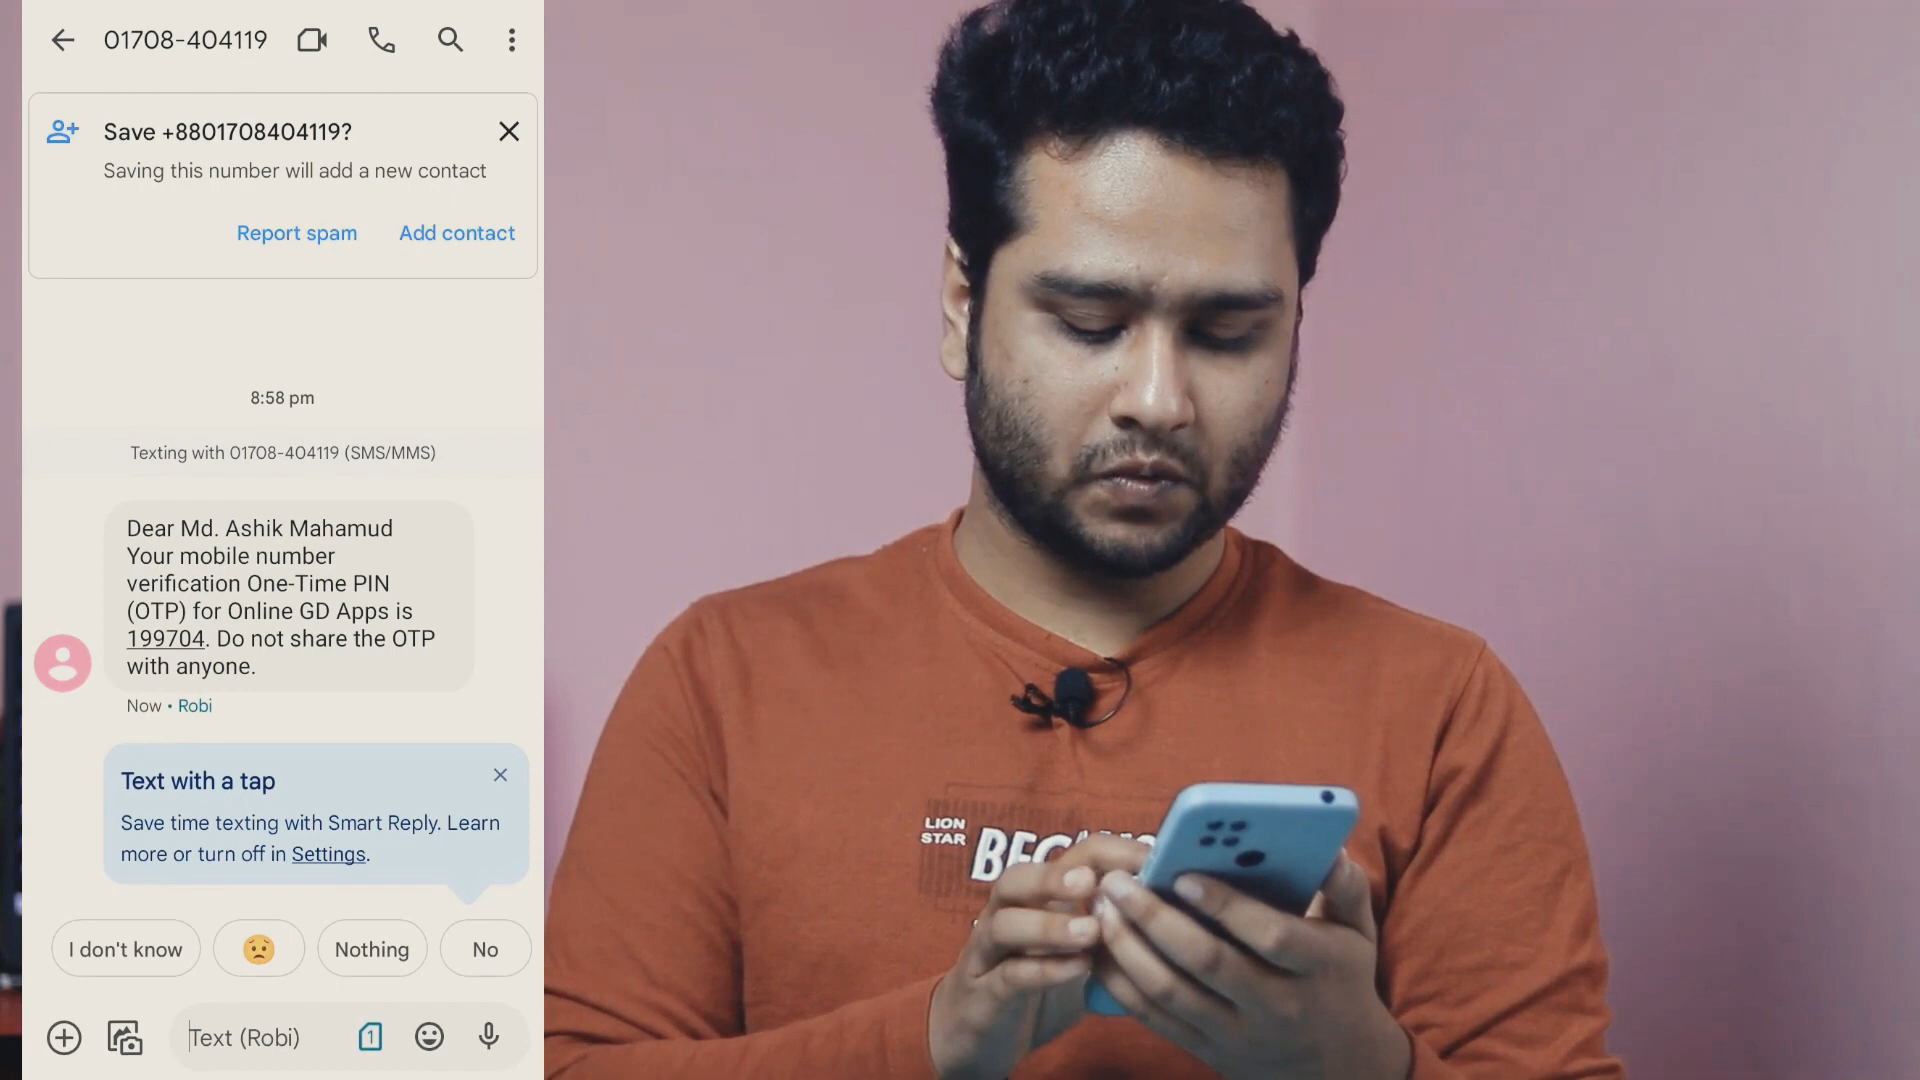 01708-404119
Save +8801708404119?
Saving this number will add a new contact
Report spam
Add contact
8:58 pm
Texting with 01708-404119 (SMS/MMS)
Dear Md. Ashik Mahamud
Your mobile number
verification One-Time PIN
(OTP) for Online GD Apps is
199704. Do not share the OTP
with anyone.
Now • Robi
Text with a tap
Save time texting with Smart Reply. Learn
more or turn off in Settings.
I don't know
😟
Nothing
No
Text (Robi)
1
LION
STAR